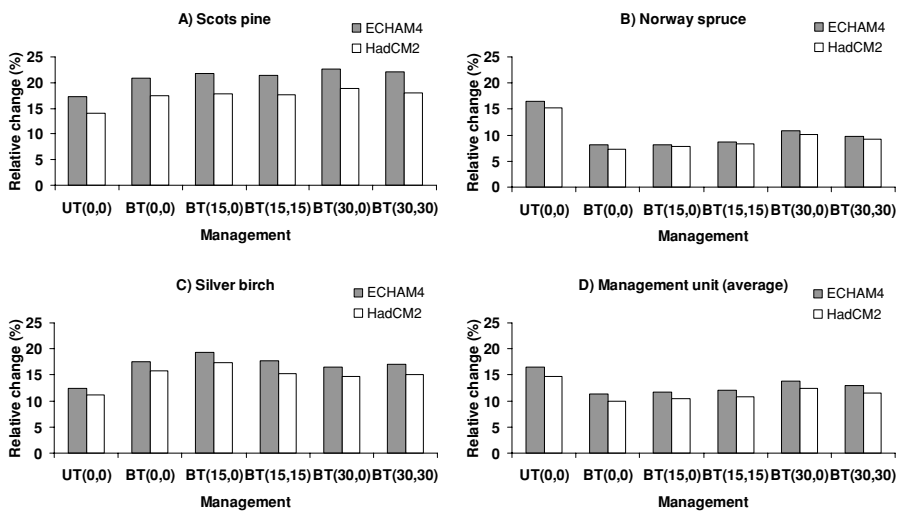 A) Scots pine
ECHAM4
HadCM2
Relative change (%)
25
20
15
10
5
0
UT(0,0) BT(0,0) BT(15,0) BT(15,15) BT(30,0) BT(30,30)
Management
B) Norway spruce
ECHAM4
HadCM2
Relative change (%)
25
20
15
10
5
0
UT(0,0) BT(0,0) BT(15,0) BT(15,15) BT(30,0) BT(30,30)
Management
C) Silver birch
ECHAM4
HadCM2
Relative change (%)
25
20
15
10
5
0
UT(0,0) BT(0,0) BT(15,0) BT(15,15) BT(30,0) BT(30,30)
Management
D) Management unit (average)
ECHAM4
HadCM2
Relative change (%)
25
20
15
10
5
0
UT(0,0) BT(0,0) BT(15,0) BT(15,15) BT(30,0) BT(30,30)
Management